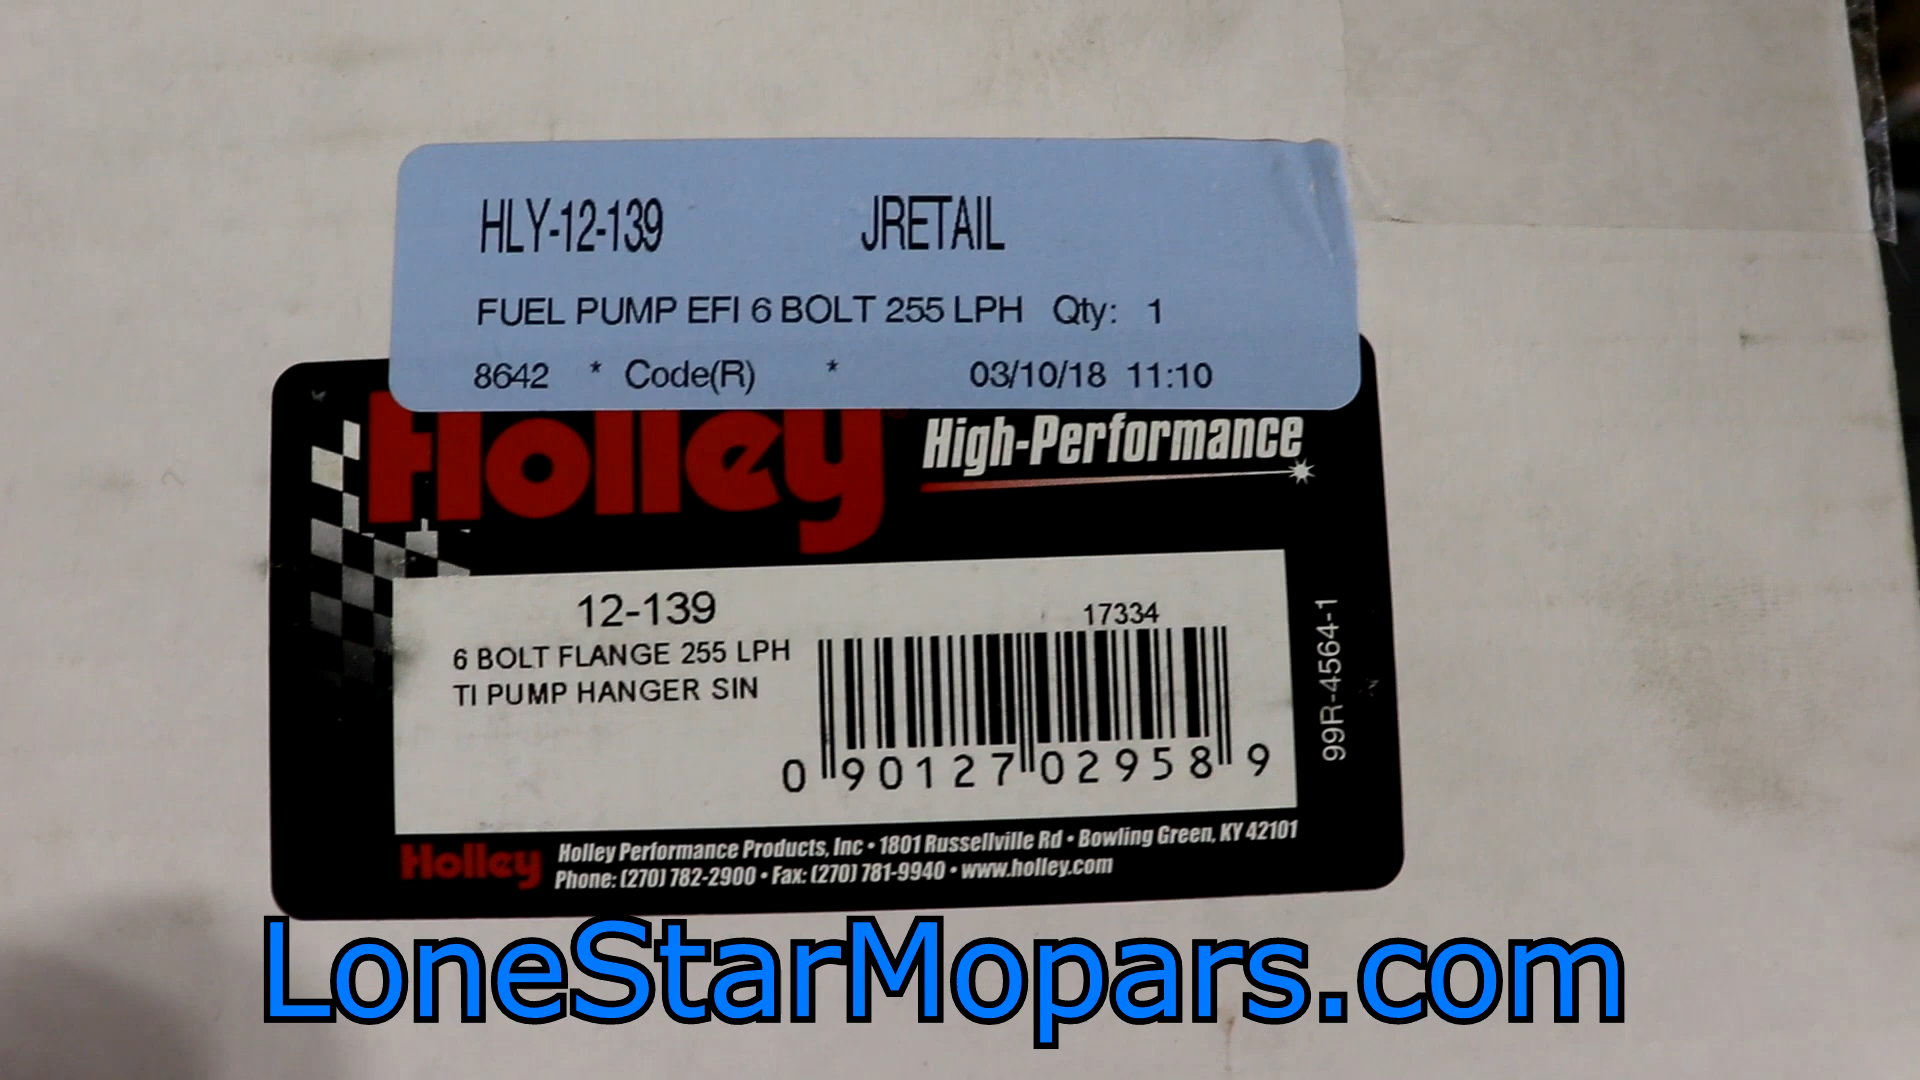 HLY-12-139 JRETAIL
FUEL PUMP EFI 6 BOLT 255 LPH Qty: 1
8642 * Code(R) * 03/10/18 11:10
Holley High-Performance
12-139
17334
6 BOLT FLANGE 255 LPH
TI PUMP HANGER SIN
0 90127 02958 9
99R-4564-1
Holley
Holley Performance Products, Inc • 1801 Russellville Rd • Bowling Green, KY 42101
Phone: (270) 782-2900 • Fax: (270) 781-9940 • www.holley.com
LoneStarMopars.com